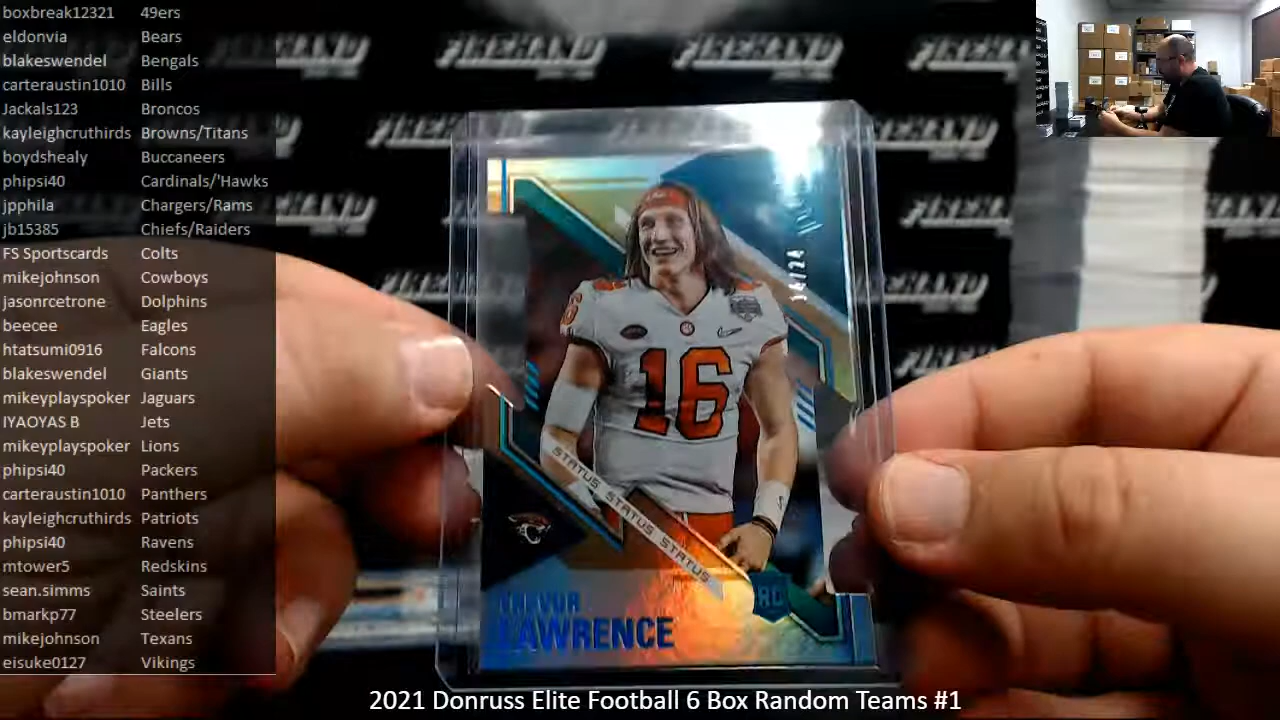 boxbreak12321 49ers
eldonvia Bears
blakeswendel Bengals
carteraustin1010 Bills
Jackals123 Broncos
kayleighcruthirds Browns/Titans
boydshealy Buccaneers
phipsi40 Cardinals/'Hawks
jpphila Chargers/Rams
jb15385 Chiefs/Raiders
FS Sportscards Colts
mikejohnson Cowboys
jasonrcetrone Dolphins
beecee Eagles
htatsumi0916 Falcons
blakeswendel Giants
mikeyplayspoker Jaguars
IYAOYAS B Jets
mikeyplayspoker Lions
phipsi40 Packers
carteraustin1010 Panthers
kayleighcruthirds Patriots
phipsi40 Ravens
mtower5 Redskins
sean.simms Saints
bmarkp77 Steelers
mikejohnson Texans
eisuke0127 Vikings
FIREHAND FIREHAND FIREHAND
16
STATUS STATUS STATUS
RC
TREVOR
LAWRENCE
2021 Donruss Elite Football 6 Box Random Teams #1